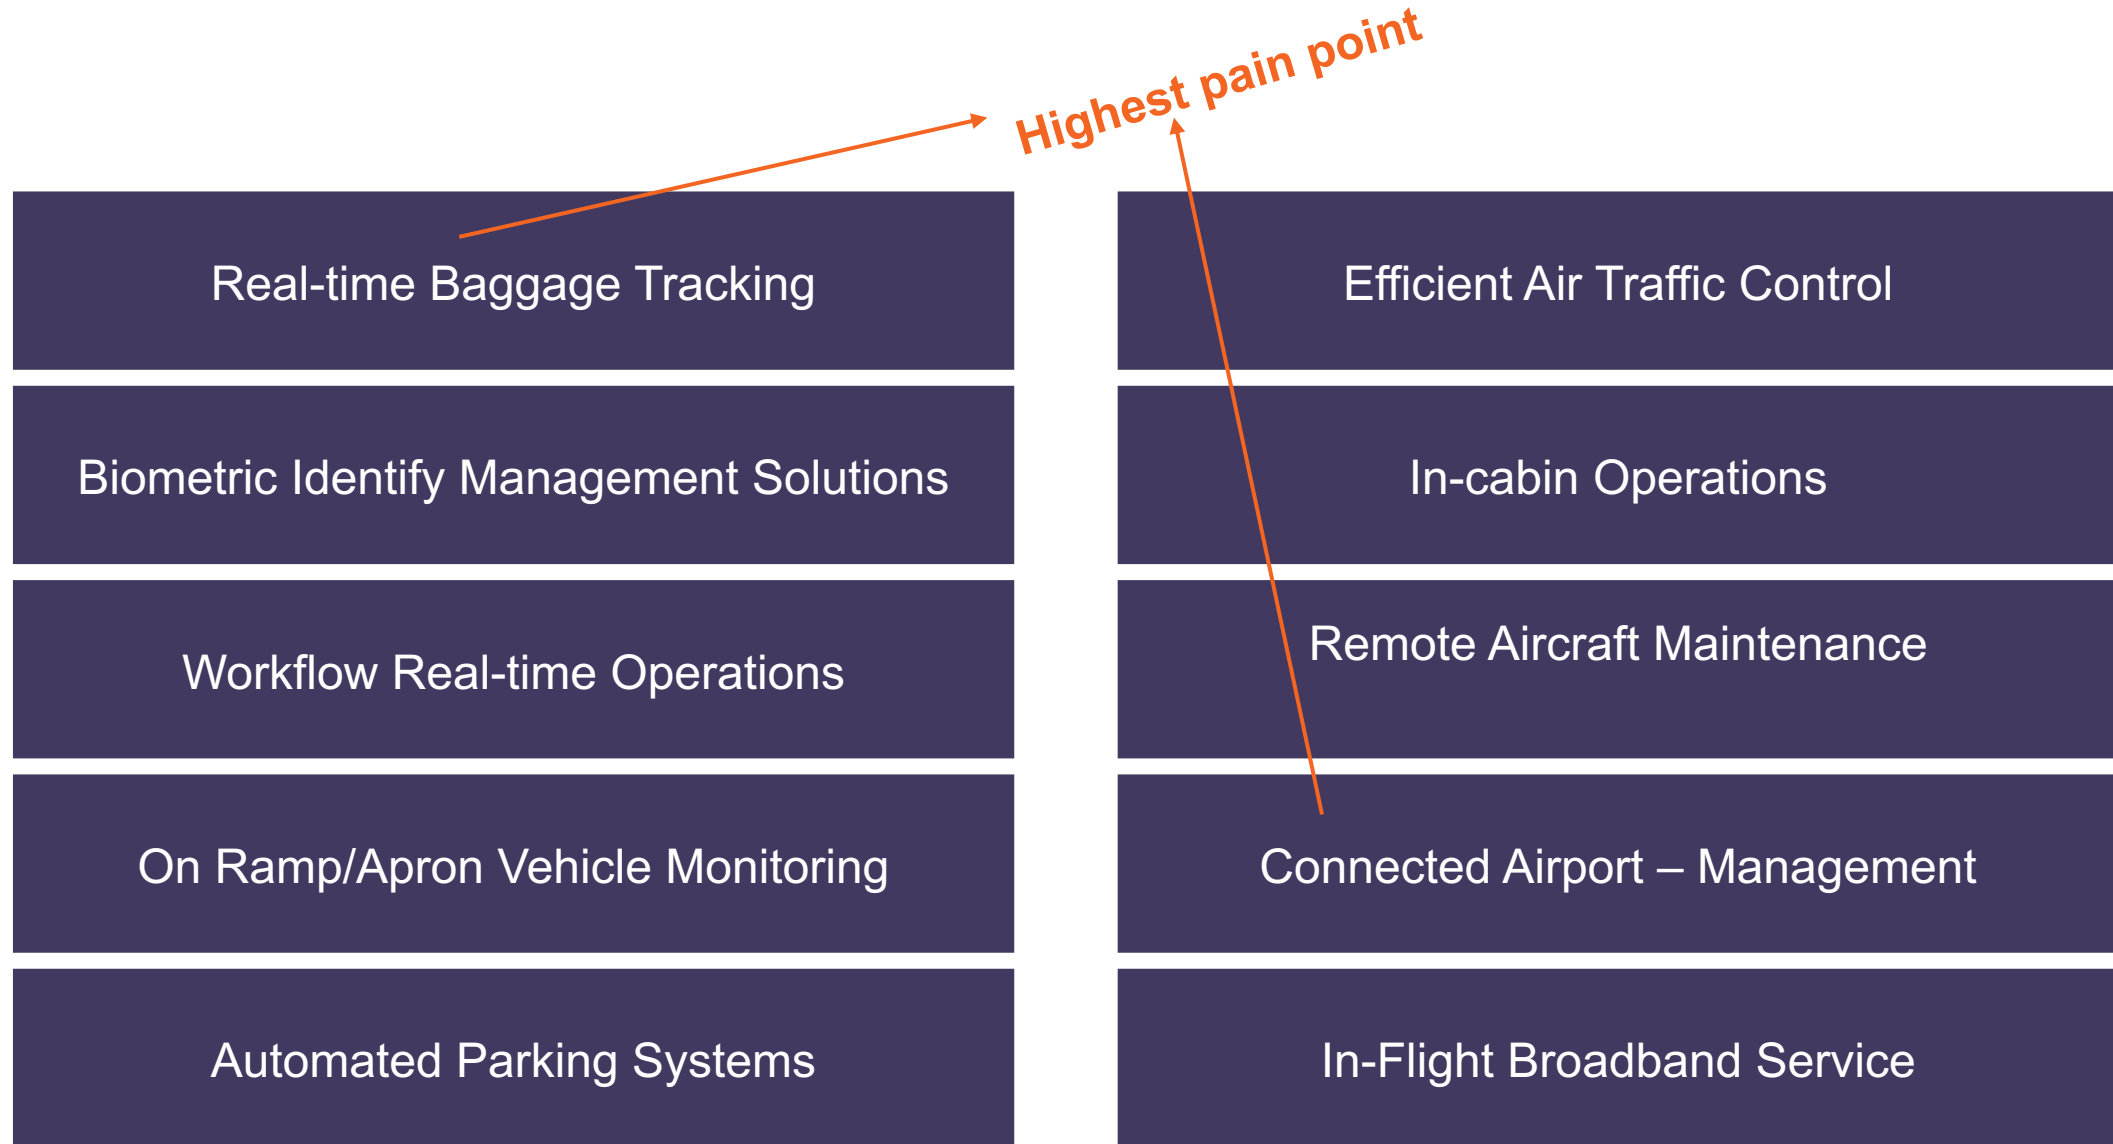 Highest pain point
Real-time Baggage Tracking
Biometric Identify Management Solutions
Workflow Real-time Operations
On Ramp/Apron Vehicle Monitoring
Automated Parking Systems
Efficient Air Traffic Control
In-cabin Operations
Remote Aircraft Maintenance
Connected Airport – Management
In-Flight Broadband Service